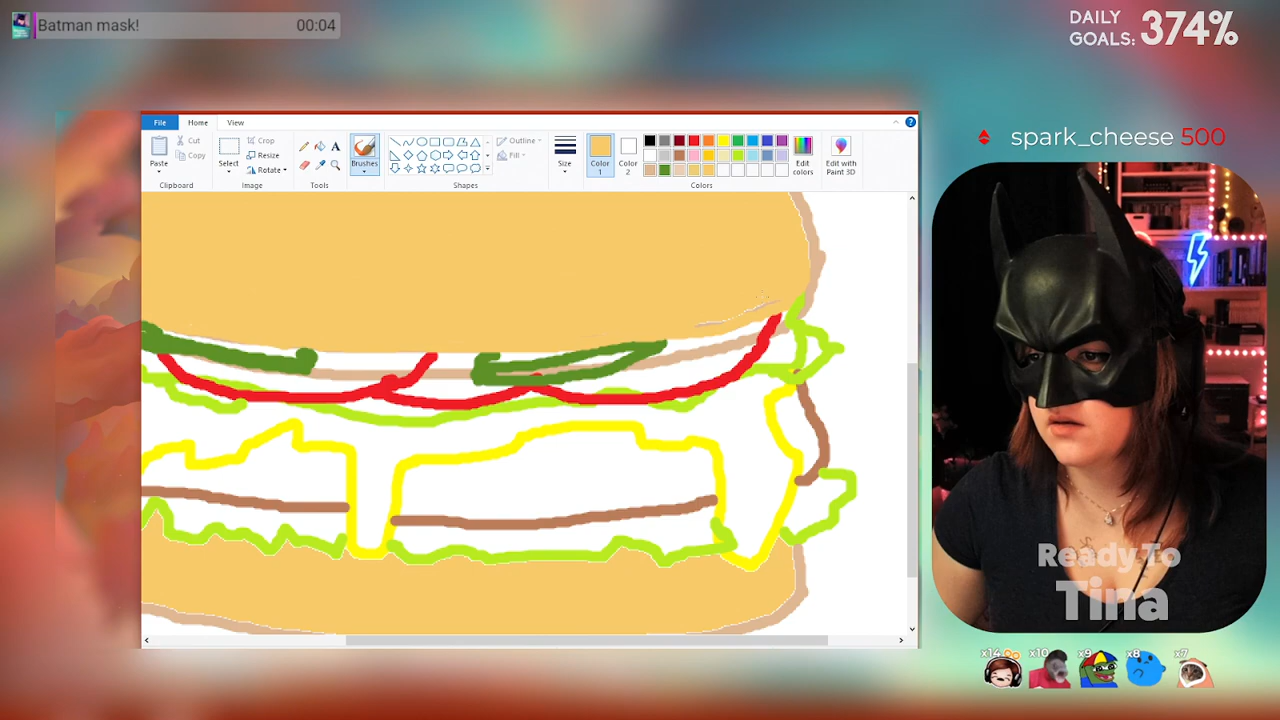 Batman mask! 00:04
DAILY
GOALS: 374%
File Home View
Cut
Copy
Paste
Clipboard
Crop
Resize
Rotate
Select
Image
A
Tools
Brushes
Outline
Fill
Shapes
Size
Color
1
Color
2
Edit
colors
Colors
Edit with
Paint 3D
spark_cheese 500
Ready To
Tina
x14 x10 x9 x8 x7